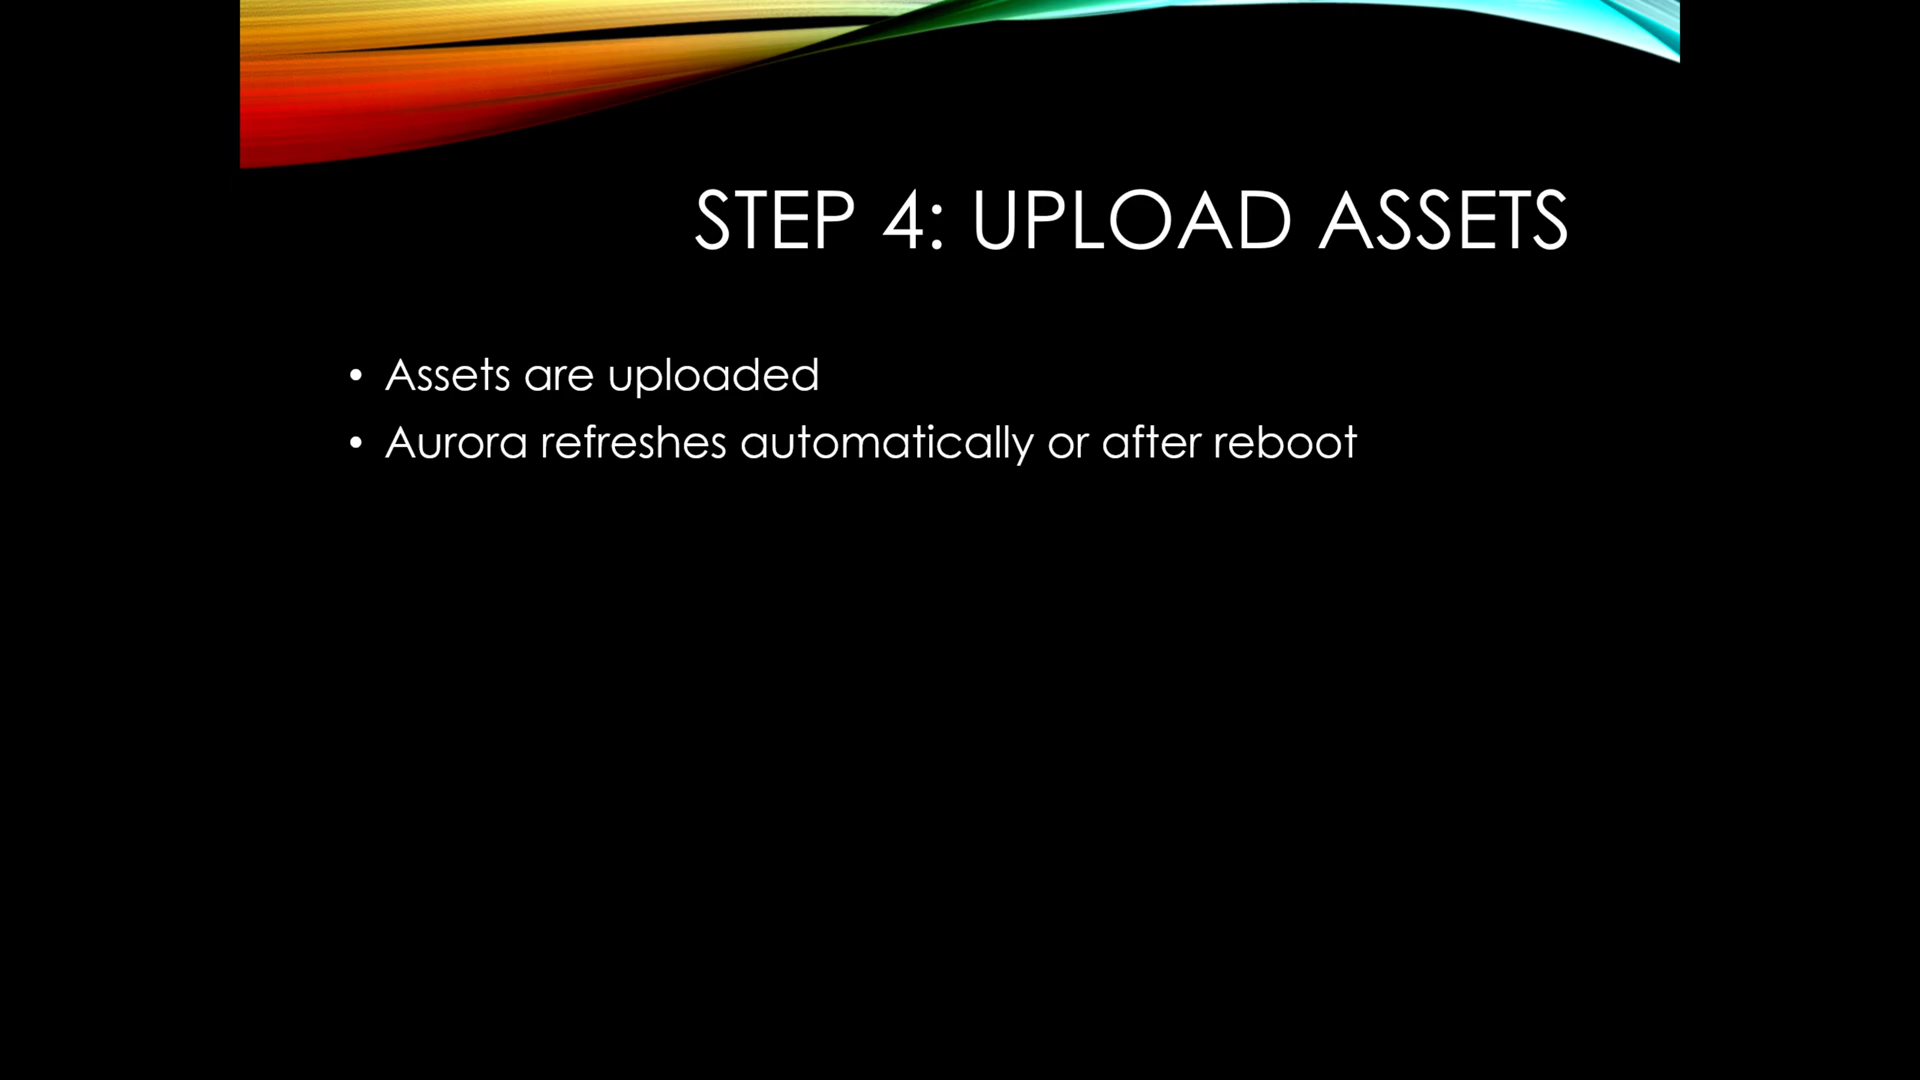 STEP 4: UPLOAD ASSETS
• Assets are uploaded
• Aurora refreshes automatically or after reboot